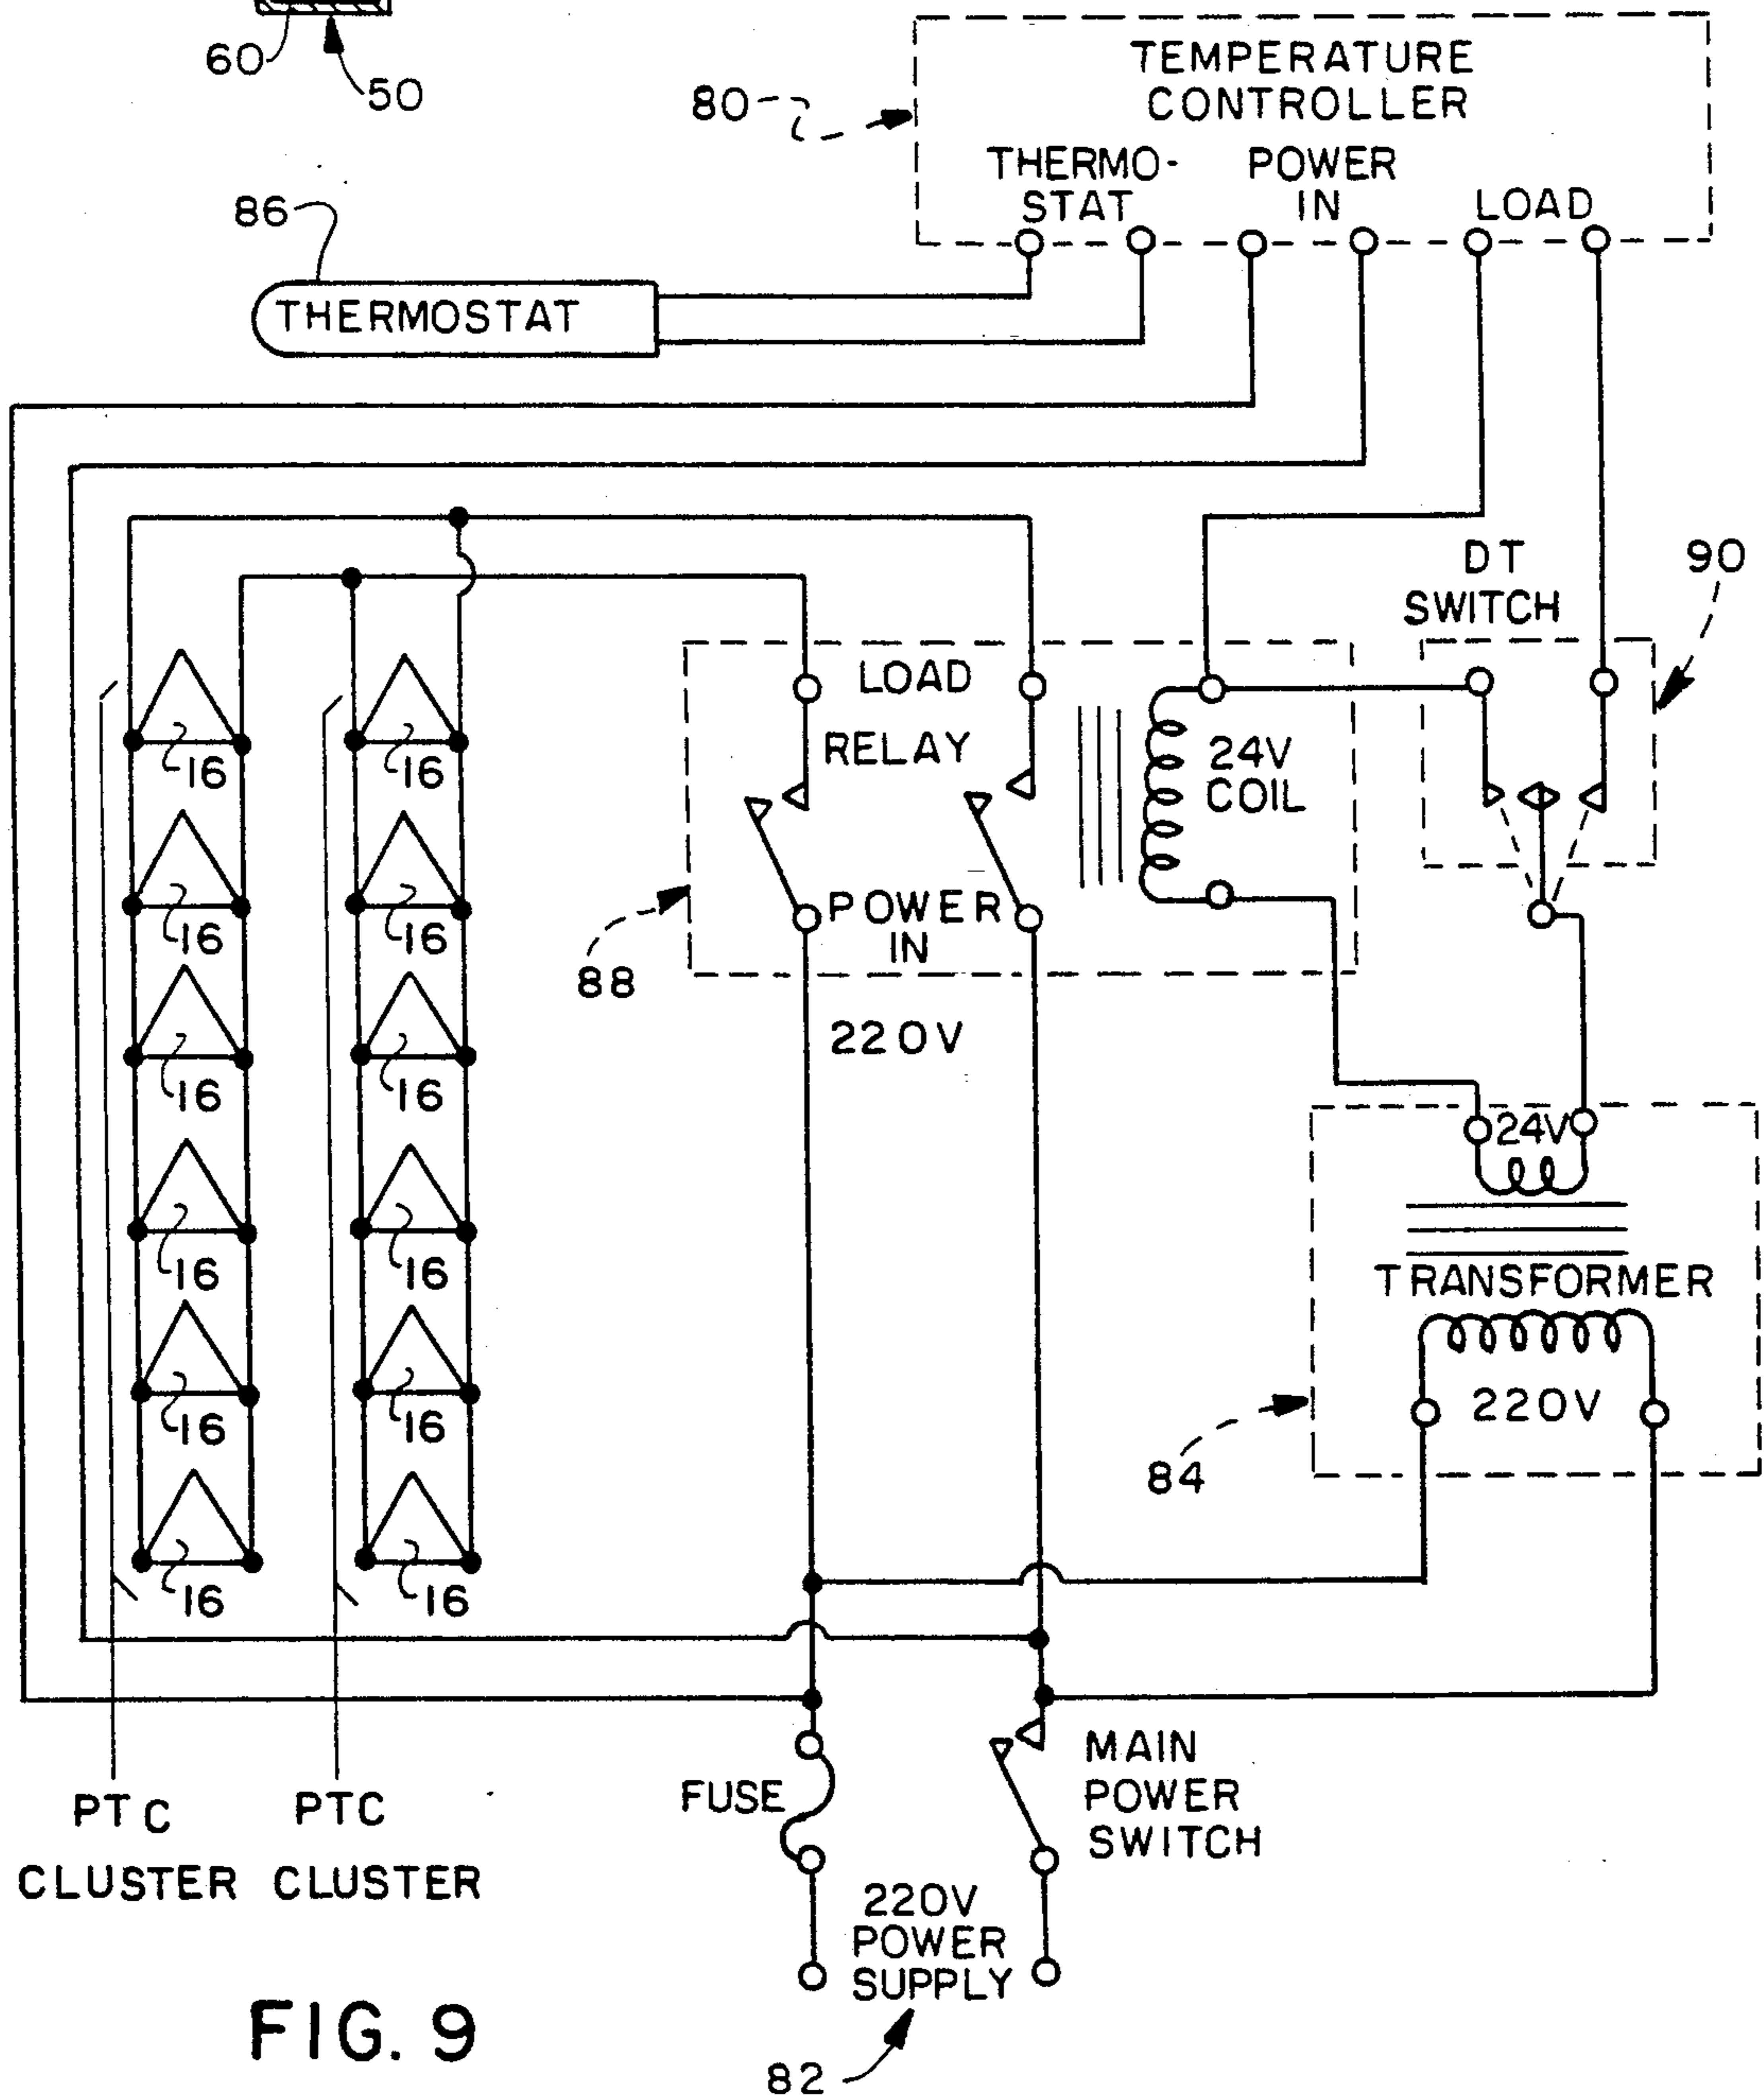 60
50
TEMPERATURE
CONTROLLER
80
THERMO-
STAT
POWER
IN
LOAD
86
THERMOSTAT
DT
SWITCH
90
LOAD
RELAY
24V
COIL
POWER
IN
88
220V
16 16
16 16
16 16
16 16
16 16
16 16
24V
TRANSFORMER
220V
84
PTC
CLUSTER
PTC
CLUSTER
FUSE
MAIN
POWER
SWITCH
220V
POWER
SUPPLY
82
FIG. 9